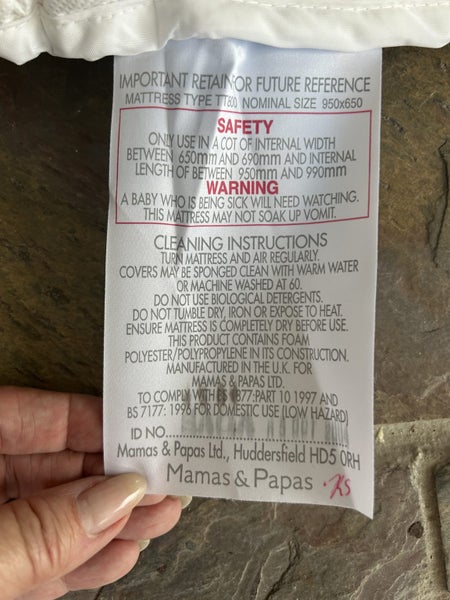 IMPORTANT RETAIN FOR FUTURE REFERENCE
MATTRESS TYPE TT800 NOMINAL SIZE 950x650
SAFETY
ONLY USE IN A COT OF INTERNAL WIDTH
BETWEEN 650mm AND 690mm AND INTERNAL
LENGTH OF BETWEEN 950mm AND 990mm
WARNING
A BABY WHO IS BEING SICK WILL NEED WATCHING.
THIS MATTRESS MAY NOT SOAK UP VOMIT.
CLEANING INSTRUCTIONS
TURN MATTRESS AND AIR REGULARLY.
COVERS MAY BE SPONGED CLEAN WITH WARM WATER
OR MACHINE WASHED AT 60.
DO NOT USE BIOLOGICAL DETERGENTS.
DO NOT TUMBLE DRY, IRON OR EXPOSE TO HEAT.
ENSURE MATTRESS IS COMPLETELY DRY BEFORE USE.
THIS PRODUCT CONTAINS FOAM
POLYESTER/POLYPROPYLENE IN ITS CONSTRUCTION.
MANUFACTURED IN THE U.K. FOR
MAMAS & PAPAS LTD.
TO COMPLY WITH BS 1877:PART 10 1997 AND
BS 7177: 1996 FOR DOMESTIC USE (LOW HAZARD)
ID NO.
Mamas & Papas Ltd., Huddersfield HD5 0RH
Mamas & Papas KS